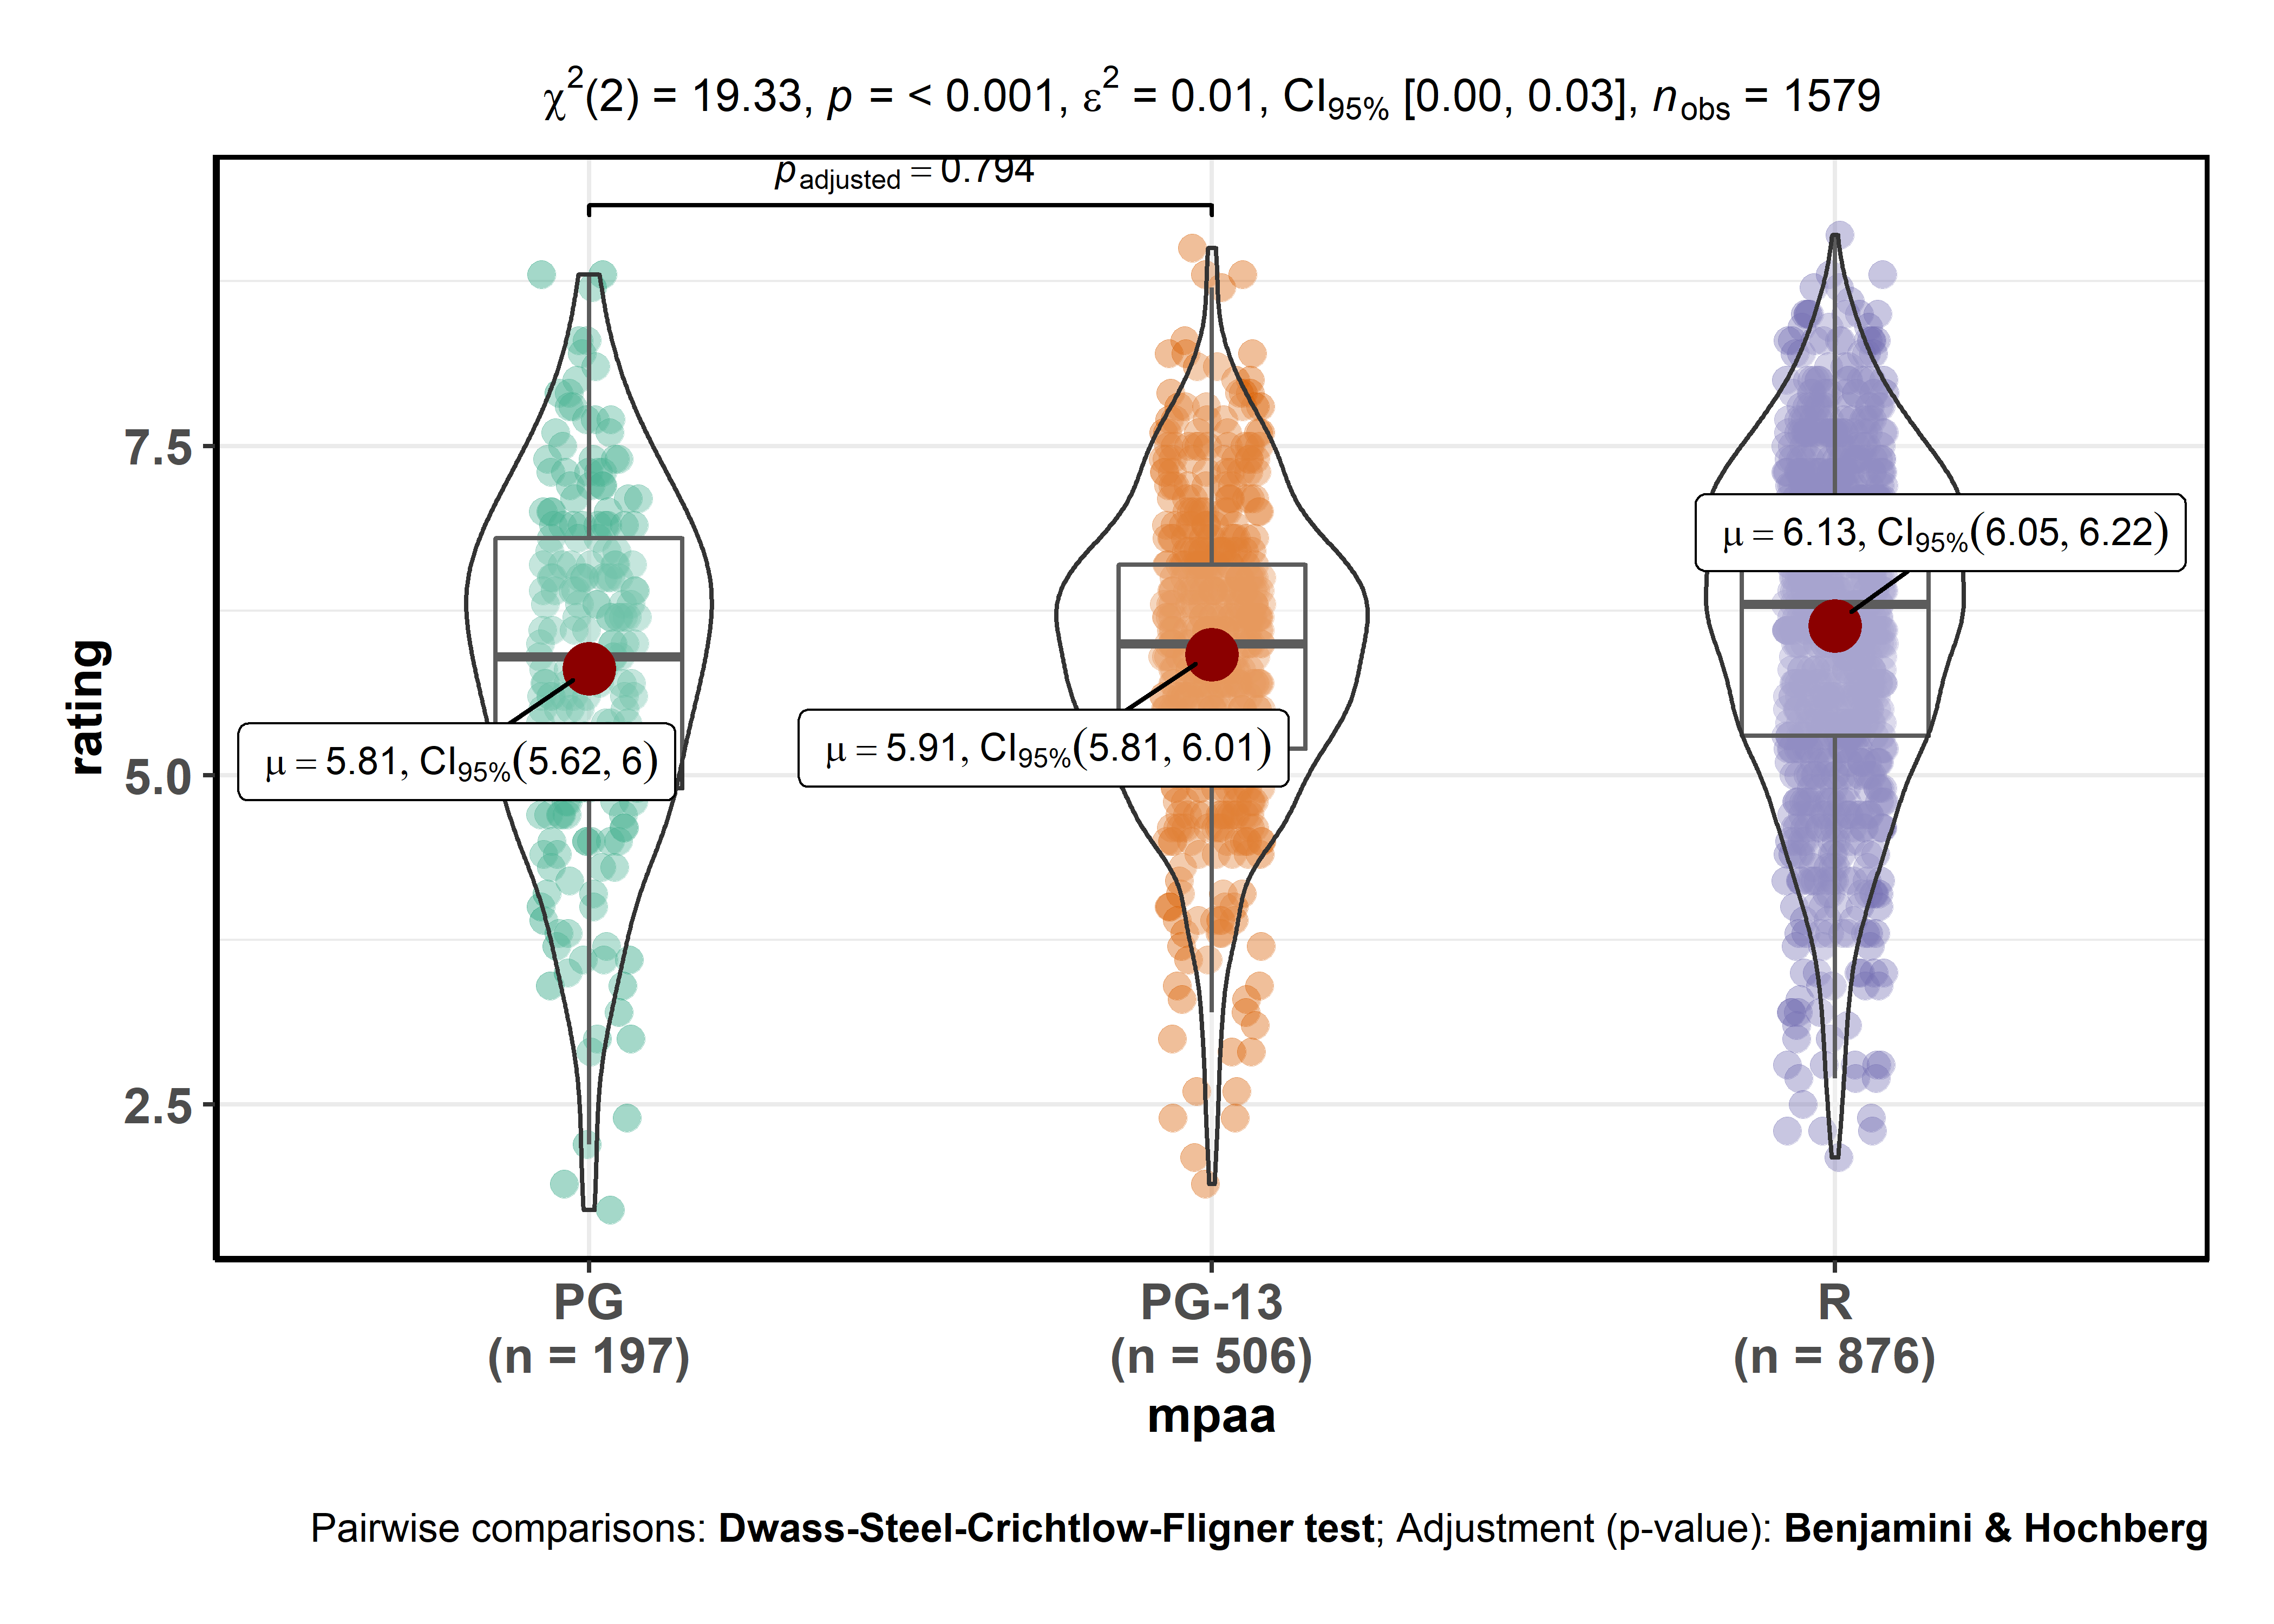 χ²(2) = 19.33, p = < 0.001, ε² = 0.01, CI95% [0.00, 0.03], nobs = 1579
padjusted = 0.794
rating
7.5
5.0
2.5
μ = 6.13, CI95%(6.05, 6.22)
μ = 5.81, CI95%(5.62, 6)
μ = 5.91, CI95%(5.81, 6.01)
PG
(n = 197)
PG-13
(n = 506)
R
(n = 876)
mpaa
Pairwise comparisons: Dwass-Steel-Crichtlow-Fligner test; Adjustment (p-value): Benjamini & Hochberg